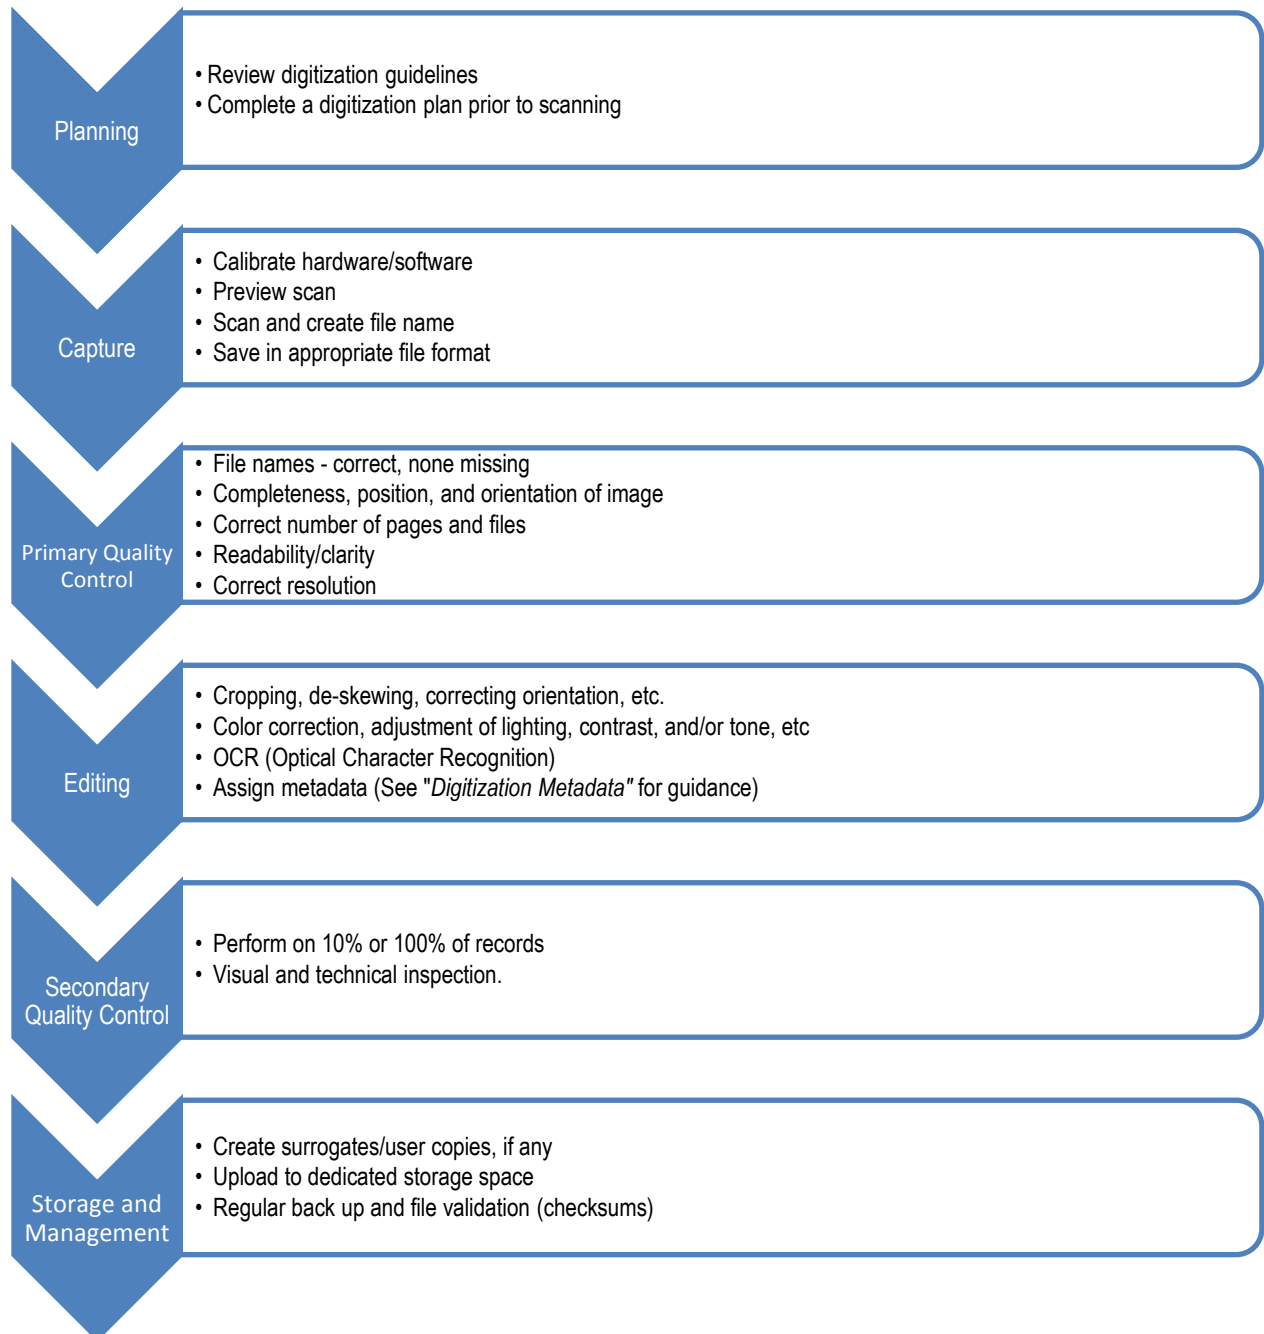 Planning
• Review digitization guidelines
• Complete a digitization plan prior to scanning
Capture
• Calibrate hardware/software
• Preview scan
• Scan and create file name
• Save in appropriate file format
Primary Quality
Control
• File names - correct, none missing
• Completeness, position, and orientation of image
• Correct number of pages and files
• Readability/clarity
• Correct resolution
Editing
• Cropping, de-skewing, correcting orientation, etc.
• Color correction, adjustment of lighting, contrast, and/or tone, etc
• OCR (Optical Character Recognition)
• Assign metadata (See "Digitization Metadata" for guidance)
Secondary
Quality Control
• Perform on 10% or 100% of records
• Visual and technical inspection.
Storage and
Management
• Create surrogates/user copies, if any
• Upload to dedicated storage space
• Regular back up and file validation (checksums)